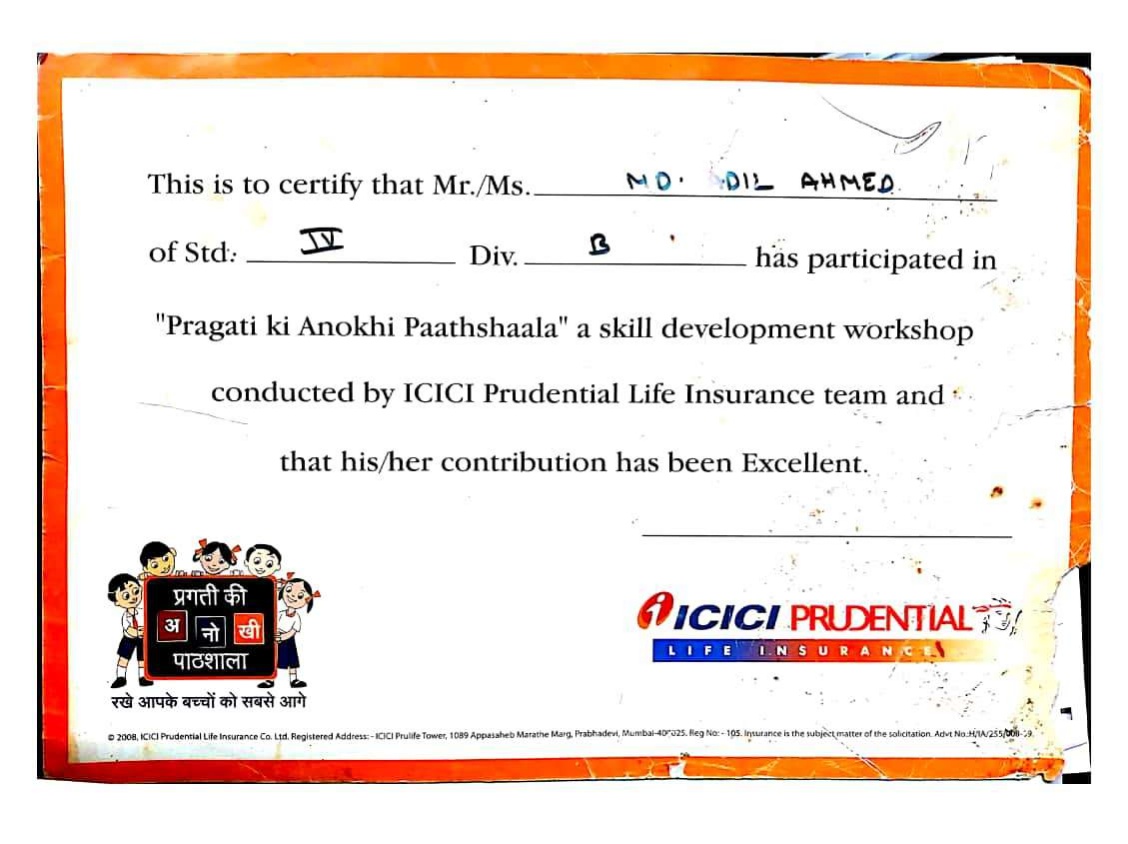 This is to certify that Mr./Ms. MD. DIL AHMED
of Std: IV Div. B has participated in
"Pragati ki Anokhi Paathshaala" a skill development workshop
conducted by ICICI Prudential Life Insurance team and
that his/her contribution has been Excellent.
प्रगती की
अ नो खी
पाठशाला
रखे आपके बच्चों को सबसे आगे
ICICI PRUDENTIAL
LIFE INSURANCE
© 2008, ICICI Prudential Life Insurance Co. Ltd. Registered Address: - ICICI Prulife Tower, 1089 Appasaheb Marathe Marg, Prabhadevi, Mumbai- Reg No: - 105. Insurance is the subject matter of the solicitation. Advt No.: